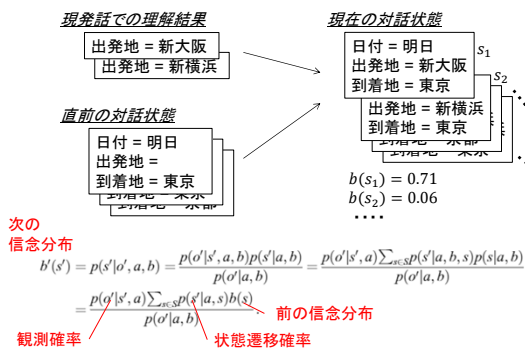 現発話での理解結果
出発地 = 新大阪
出発地 = 新横浜
直前の対話状態
日付 = 明日
出発地 =
到着地 = 東京
到着地 = 東京
現在の対話状態
日付 = 明日
出発地 = 新大阪
到着地 = 東京
s₁
s₂
出発地 = 新横浜
到着地 = 東京
b(s₁) = 0.71
b(s₂) = 0.06
••••
次の
信念分布
b′(s′) = p(s′|o′, a, b) = p(o′|s′, a, b)p(s′|a, b) / p(o′|a, b) = p(o′|s′, a) ∑_{s∈S} p(s′|a, b, s)p(s|a, b) / p(o′|a, b)
= p(o′|s′, a) ∑_{s∈S} p(s′|a, s)b(s) / p(o′|a, b)
前の信念分布
観測確率
状態遷移確率